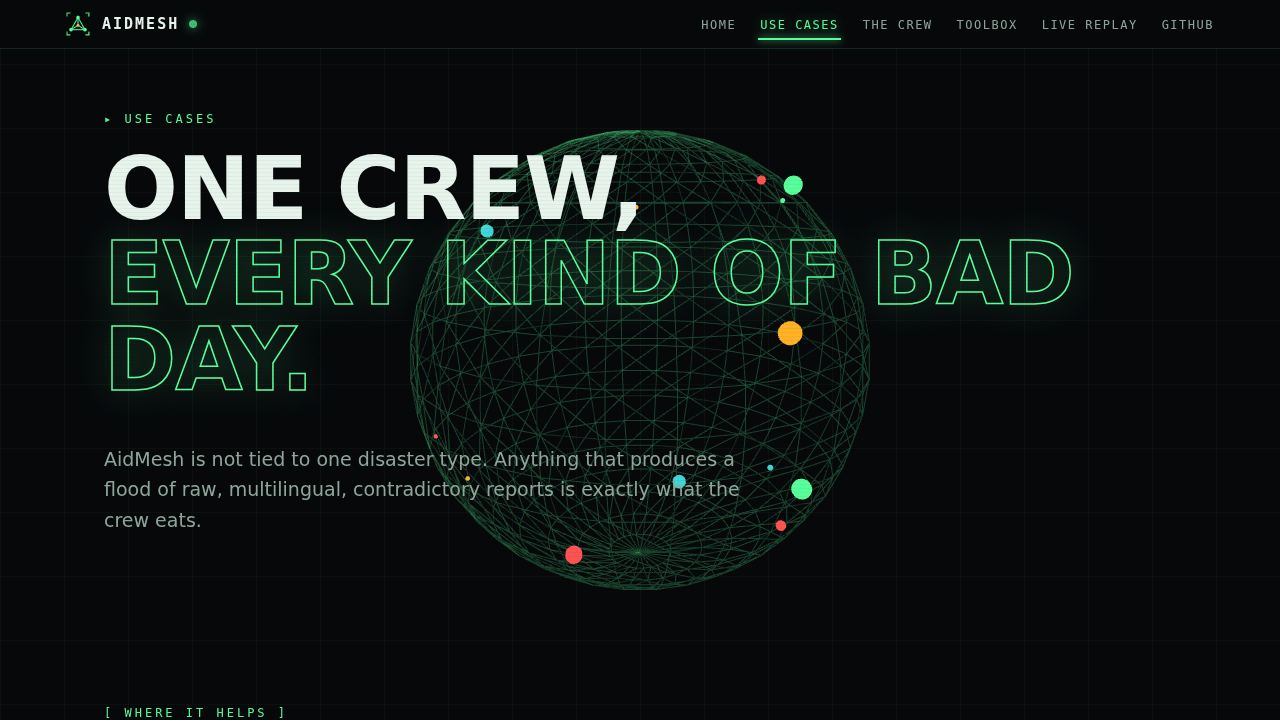 AIDMESH
HOME USE CASES THE CREW TOOLBOX LIVE REPLAY GITHUB
▸ USE CASES
ONE CREW,
EVERY KIND OF BAD
DAY.
AidMesh is not tied to one disaster type. Anything that produces a
flood of raw, multilingual, contradictory reports is exactly what the
crew eats.
[ WHERE IT HELPS ]